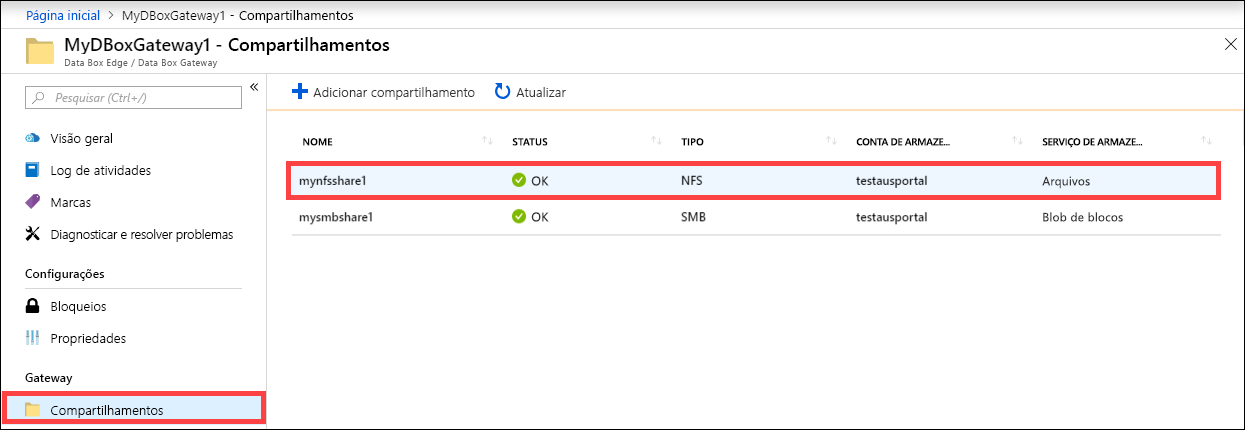 Página inicial > MyDBoxGateway1 - Compartilhamentos
MyDBoxGateway1 - Compartilhamentos
Data Box Edge / Data Box Gateway
Pesquisar (Ctrl+/)
«
Visão geral
Log de atividades
Marcas
Diagnosticar e resolver problemas
Configurações
Bloqueios
Propriedades
Gateway
Compartilhamentos
Adicionar compartilhamento Atualizar
NOME STATUS TIPO CONTA DE ARMAZE... SERVIÇO DE ARMAZE...
mynfsshare1 OK NFS testausportal Arquivos
mysmbshare1 OK SMB testausportal Blob de blocos